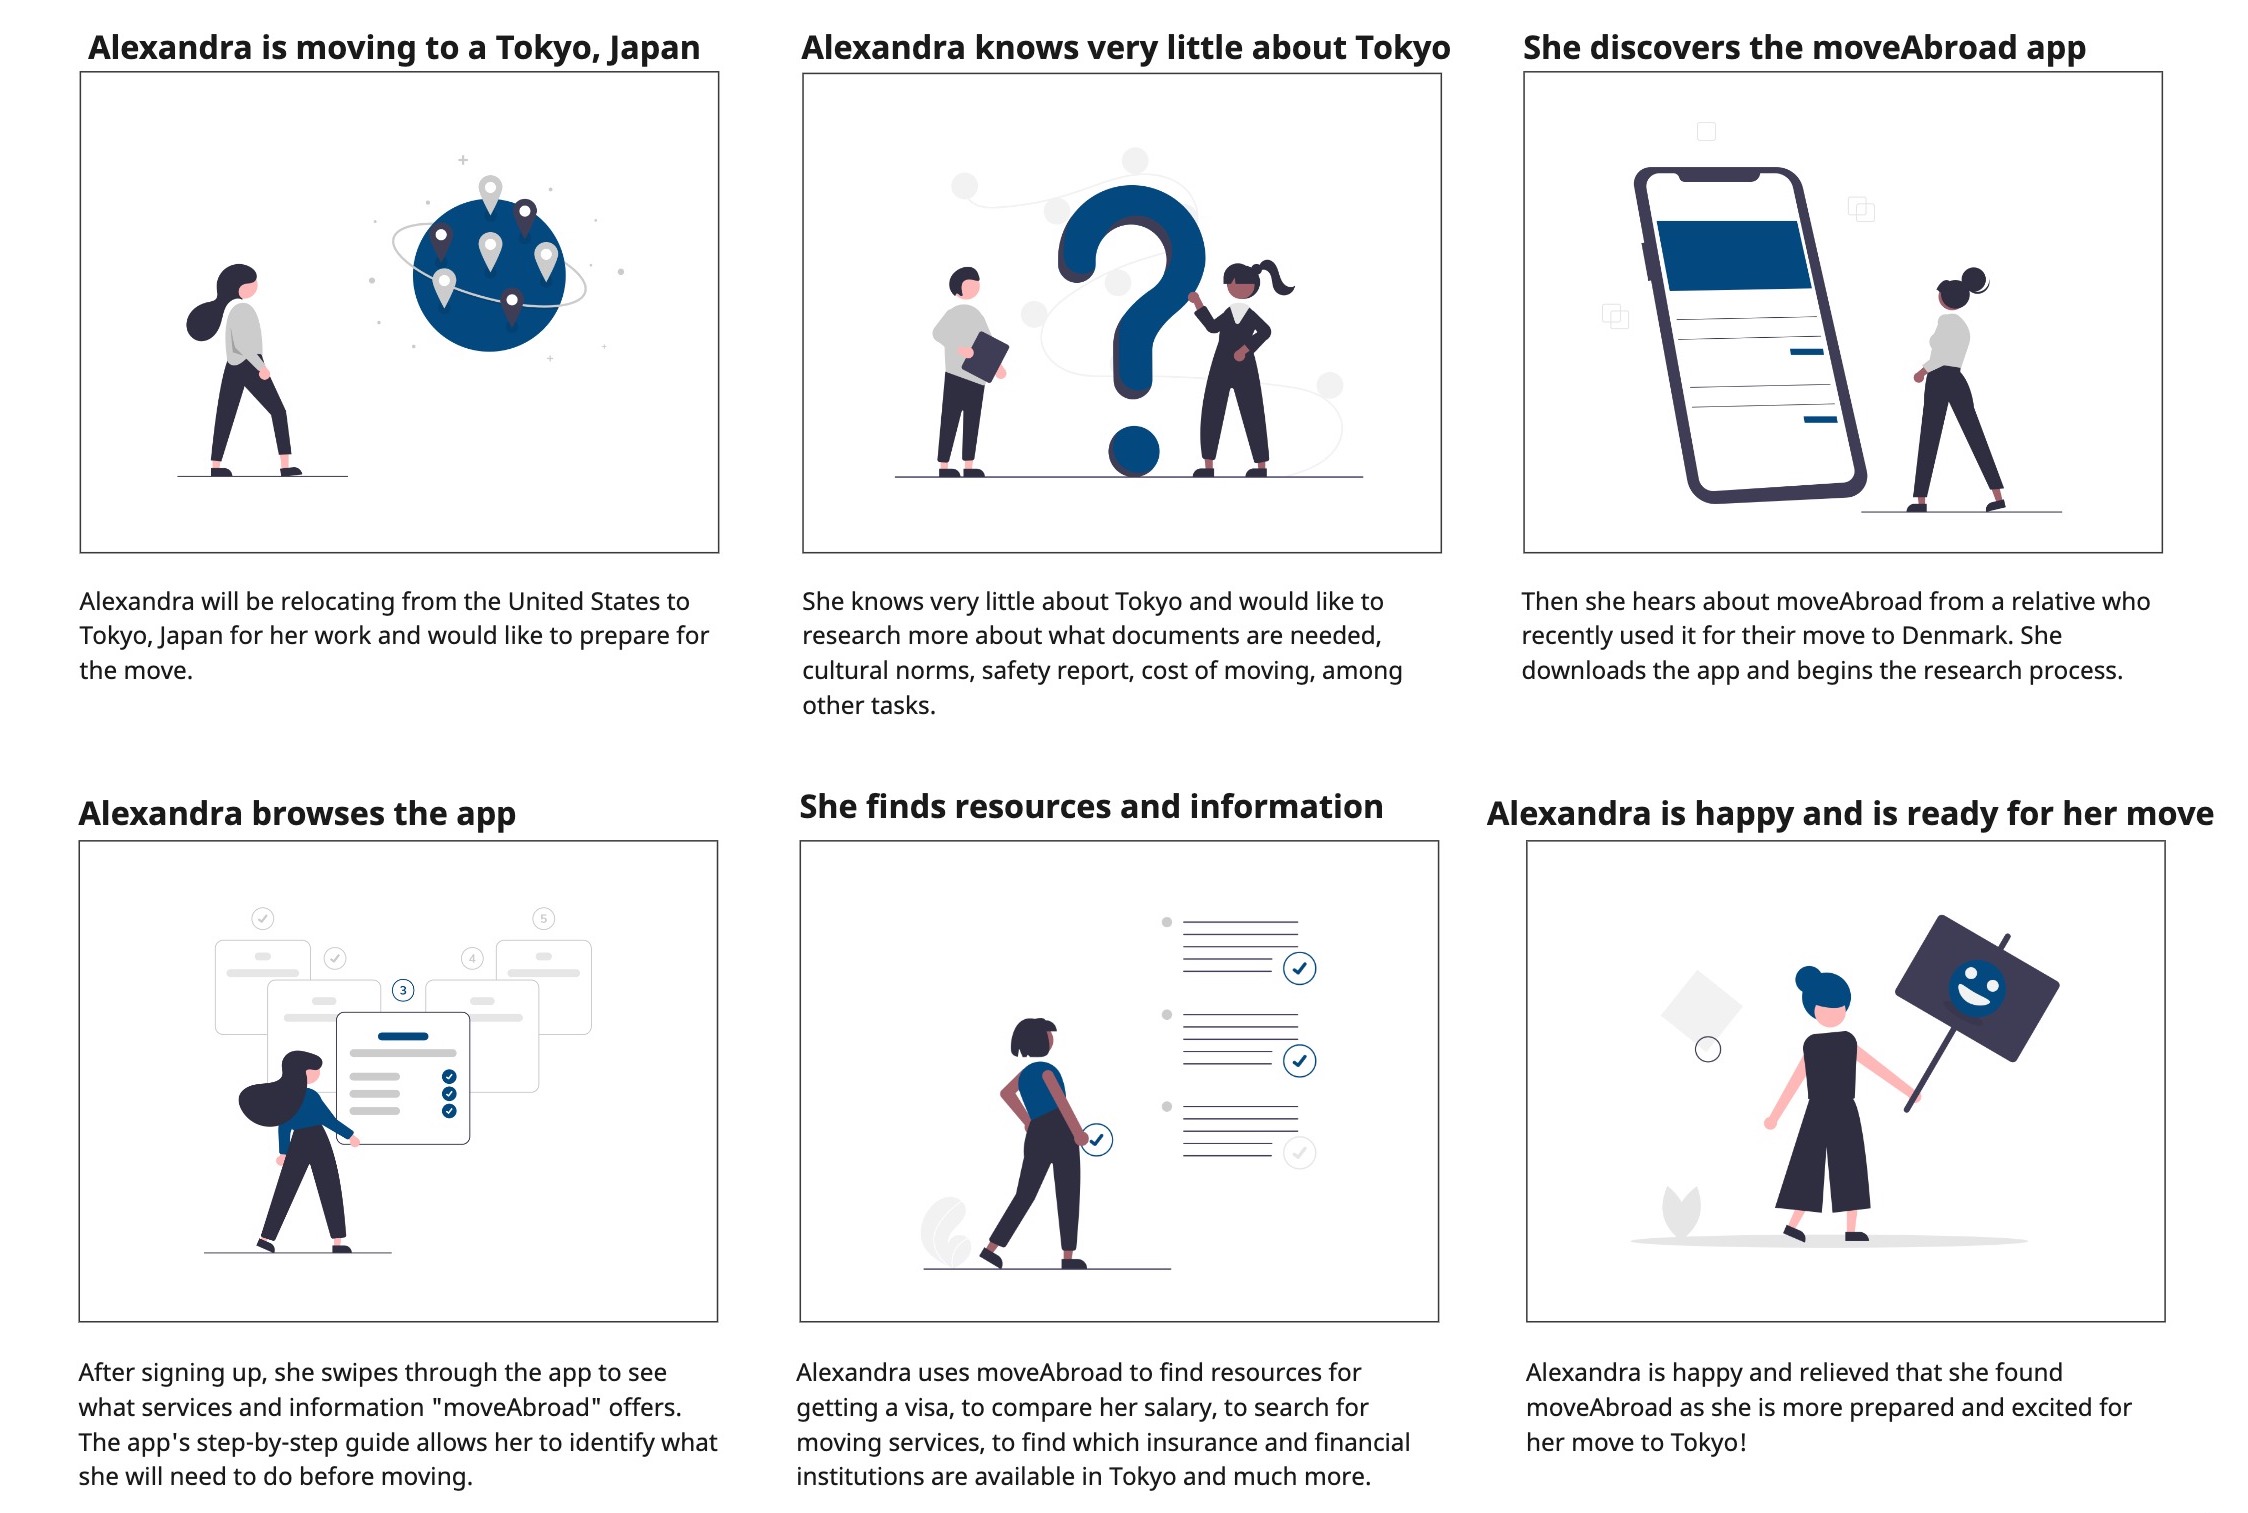 Alexandra is moving to a Tokyo, Japan
Alexandra will be relocating from the United States to
Tokyo, Japan for her work and would like to prepare for
the move.
Alexandra knows very little about Tokyo
She knows very little about Tokyo and would like to
research more about what documents are needed,
cultural norms, safety report, cost of moving, among
other tasks.
She discovers the moveAbroad app
Then she hears about moveAbroad from a relative who
recently used it for their move to Denmark. She
downloads the app and begins the research process.
Alexandra browses the app
5
4
3
After signing up, she swipes through the app to see
what services and information "moveAbroad" offers.
The app's step-by-step guide allows her to identify what
she will need to do before moving.
She finds resources and information
Alexandra uses moveAbroad to find resources for
getting a visa, to compare her salary, to search for
moving services, to find which insurance and financial
institutions are available in Tokyo and much more.
Alexandra is happy and is ready for her move
Alexandra is happy and relieved that she found
moveAbroad as she is more prepared and excited for
her move to Tokyo!